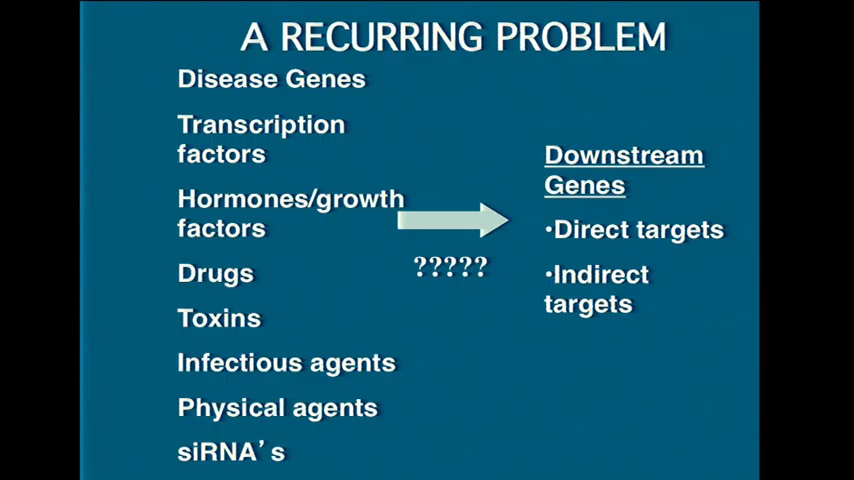 A RECURRING PROBLEM
Disease Genes
Transcription
factors
Hormones/growth
factors
Drugs
Toxins
Infectious agents
Physical agents
siRNA’s
?????
Downstream
Genes
•Direct targets
•Indirect
targets